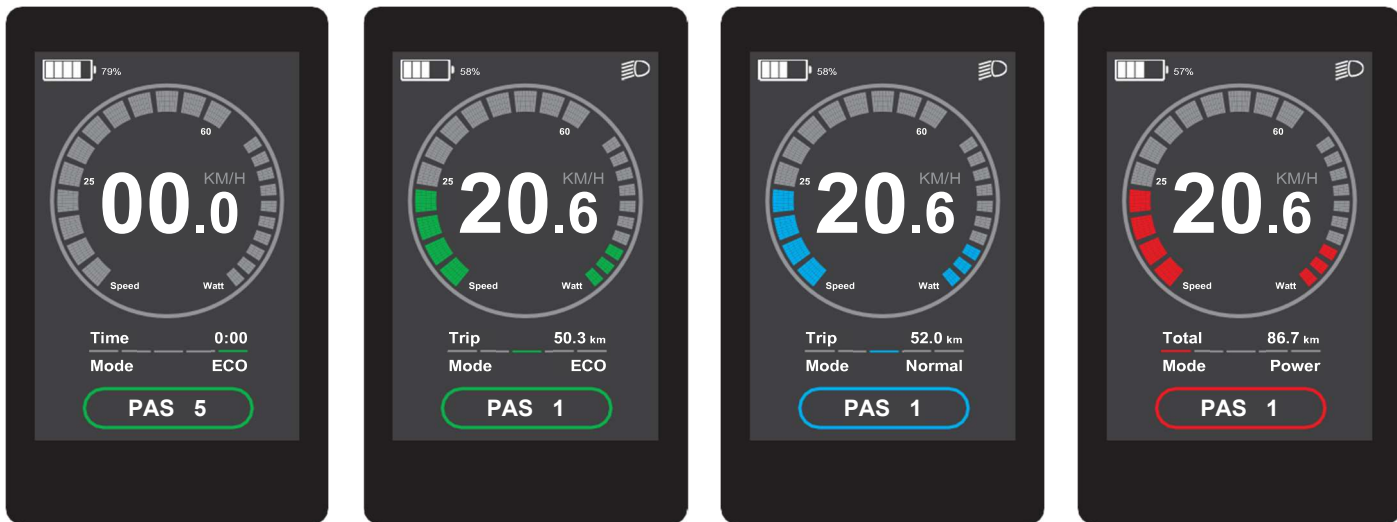 79%
60
25
KM/H
00.0
Speed Watt
Time 0:00
Mode ECO
PAS 5
58%
60
25
KM/H
20.6
Speed Watt
Trip 50.3 km
Mode ECO
PAS 1
58%
60
25
KM/H
20.6
Speed Watt
Trip 52.0 km
Mode Normal
PAS 1
57%
60
25
KM/H
20.6
Speed Watt
Total 86.7 km
Mode Power
PAS 1